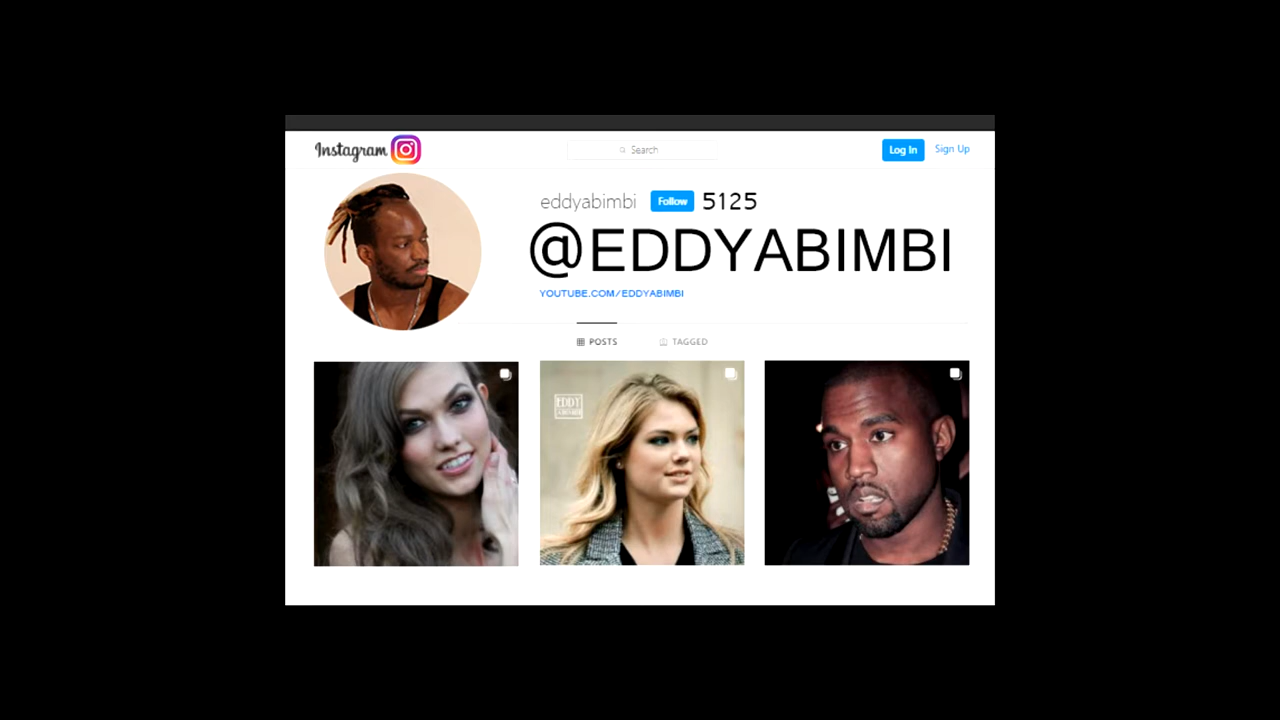 Instagram
Search
Log In
Sign Up
eddyabimbi
Follow
5125
@EDDYABIMBI
YOUTUBE.COM/EDDYABIMBI
POSTS
TAGGED
EDDY
ABIMBI